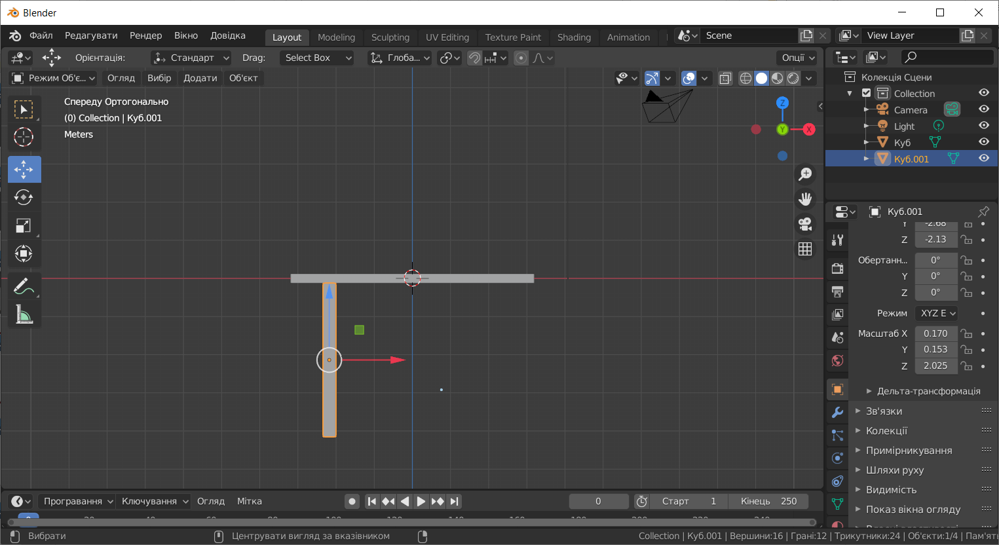 Blender
Файл Редагувати Рендер Вікно Довідка Layout Modeling Sculpting UV Editing Texture Paint Shading Animation Scene View Layer
Орієнтація: Стандарт Drag: Select Box Глоба... Опції
Режим Об'є... Огляд Вибір Додати Об'єкт
Спереду Ортогонально
(0) Collection | Куб.001
Meters
Z
Y
X
Колекція Сцени
Collection
Camera
Light
Куб
Куб.001
Куб.001
Y -2.68
Z -2.13
Обертанн... 0°
Y 0°
Z 0°
Режим XYZ E
Масштаб X 0.170
Y 0.153
Z 2.025
Дельта-трансформація
Зв'язки
Колекції
Примірникування
Шляхи руху
Видимість
Показ вікна огляду
Програвання Ключування Огляд Мітка 0 Старт 1 Кінець 250
Вибрати Центрувати вигляд за вказівником Collection | Куб.001 | Вершини:16 | Грані:12 | Трикутники:24 | Об'єкти:1/4 |